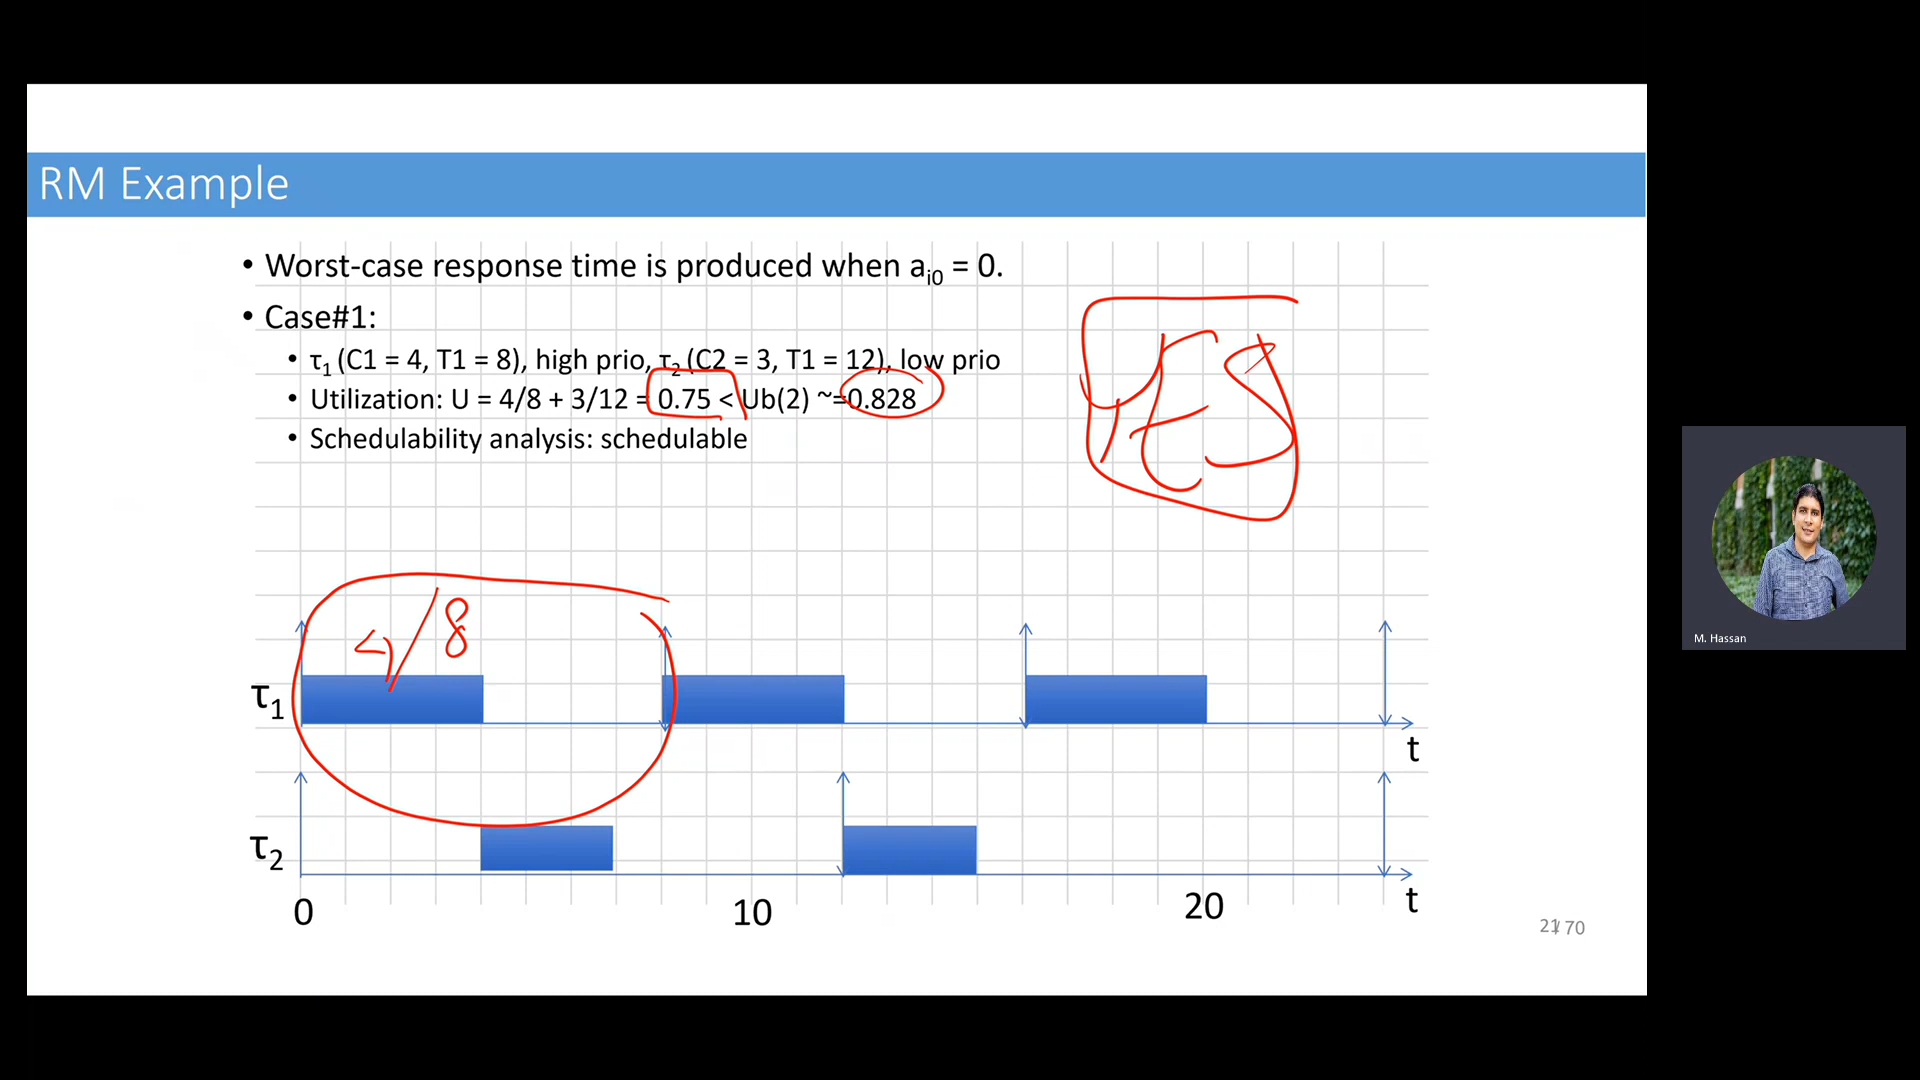 RM Example
• Worst-case response time is produced when aᵢ₀ = 0.
• Case#1:
• τ₁ (C1 = 4, T1 = 8), high prio, τ₂ (C2 = 3, T1 = 12), low prio
• Utilization: U = 4/8 + 3/12 = 0.75 < Ub(2) ~=0.828
• Schedulability analysis: schedulable
YES
4/8
τ₁
t
τ₂
0 10 20 t
21 / 70
M. Hassan